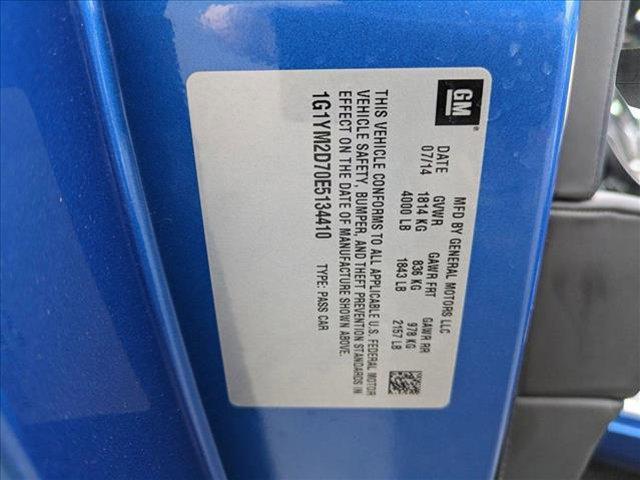 GM®
MFD BY GENERAL MOTORS LLC
DATE GVWR GAWR FRT GAWR RR
07/14 1814 KG 836 KG 978 KG
4000 LB 1843 LB 2157 LB
THIS VEHICLE CONFORMS TO ALL APPLICABLE U.S. FEDERAL MOTOR
VEHICLE SAFETY, BUMPER, AND THEFT PREVENTION STANDARDS IN
EFFECT ON THE DATE OF MANUFACTURE SHOWN ABOVE.
1G1YM2D70E5134410 TYPE: PASS CAR